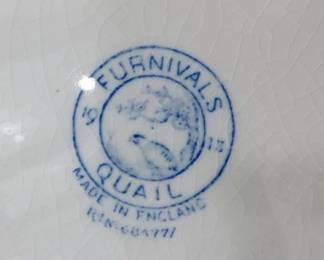 FURNIVALS
19 13
QUAIL
MADE IN ENGLAND